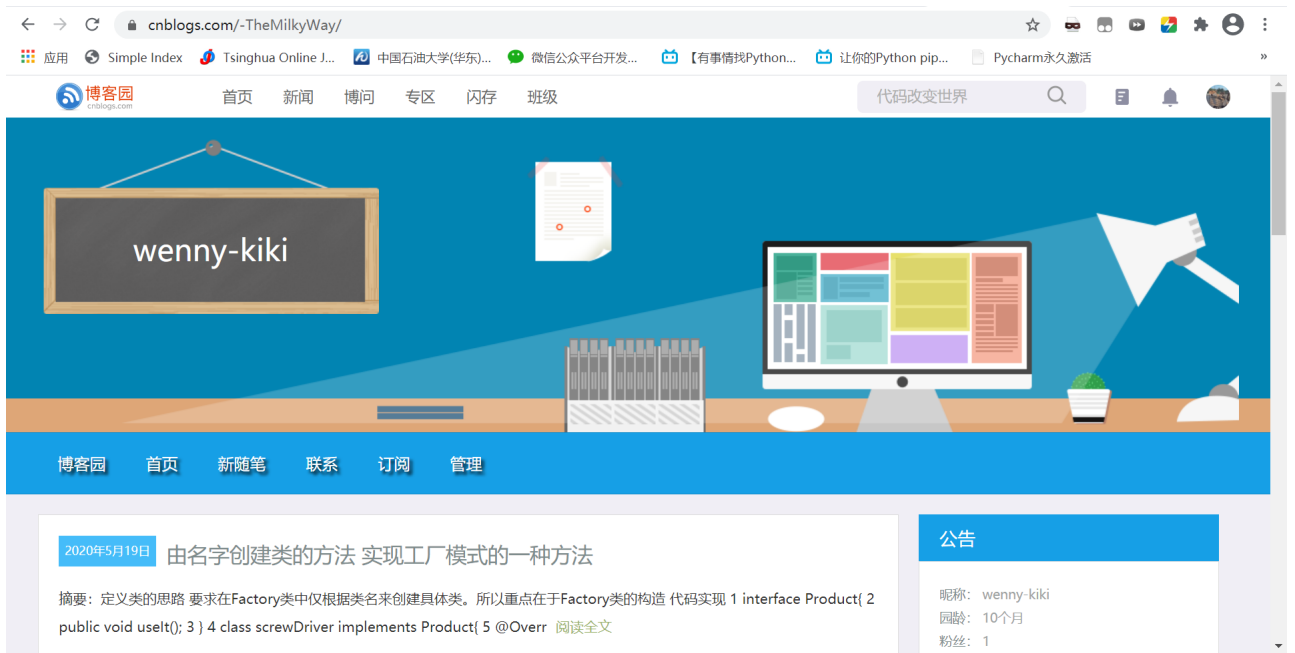 cnblogs.com/-TheMilkyWay/
应用 Simple Index Tsinghua Online J... 中国石油大学(华东)... 微信公众平台开发... 【有事情找Python... 让你的Python pip... Pycharm永久激活 »
博客园 首页 新闻 博问 专区 闪存 班级 代码改变世界
cnblogs.com
wenny-kiki
博客园 首页 新随笔 联系 订阅 管理
2020年5月19日 由名字创建类的方法 实现工厂模式的一种方法
摘要：定义类的思路 要求在Factory类中仅根据类名来创建具体类。所以重点在于Factory类的构造 代码实现 1 interface Product{ 2
public void useIt(); 3 } 4 class screwDriver implements Product{ 5 @Overr 阅读全文
公告
昵称： wenny-kiki
园龄： 10个月
粉丝： 1